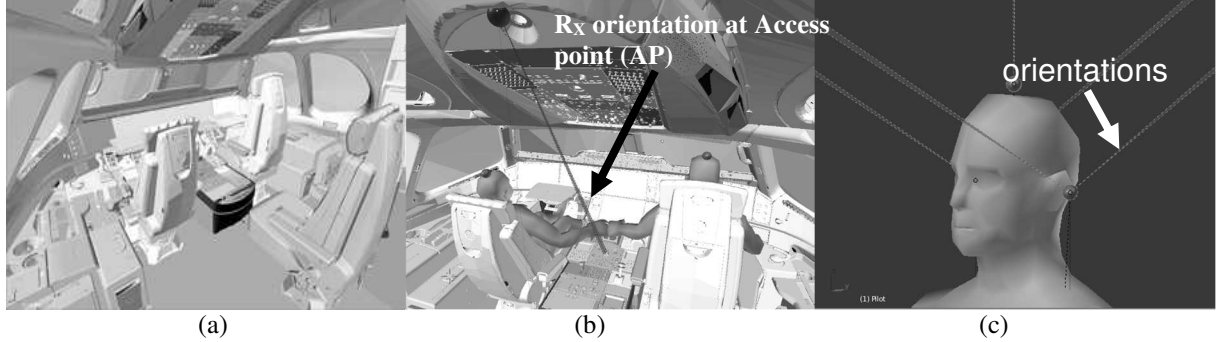 Rx orientation at Access
point (AP)
orientations
(1) Pilot
(a)
(b)
(c)